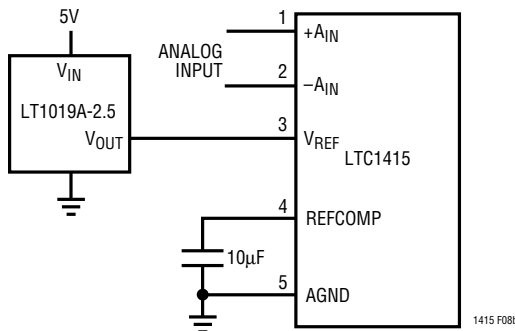 5V
VIN
LT1019A-2.5
VOUT
ANALOG
INPUT
1
+AIN
2
–AIN
3
VREF
LTC1415
4
REFCOMP
10µF
5
AGND
1415 F08b